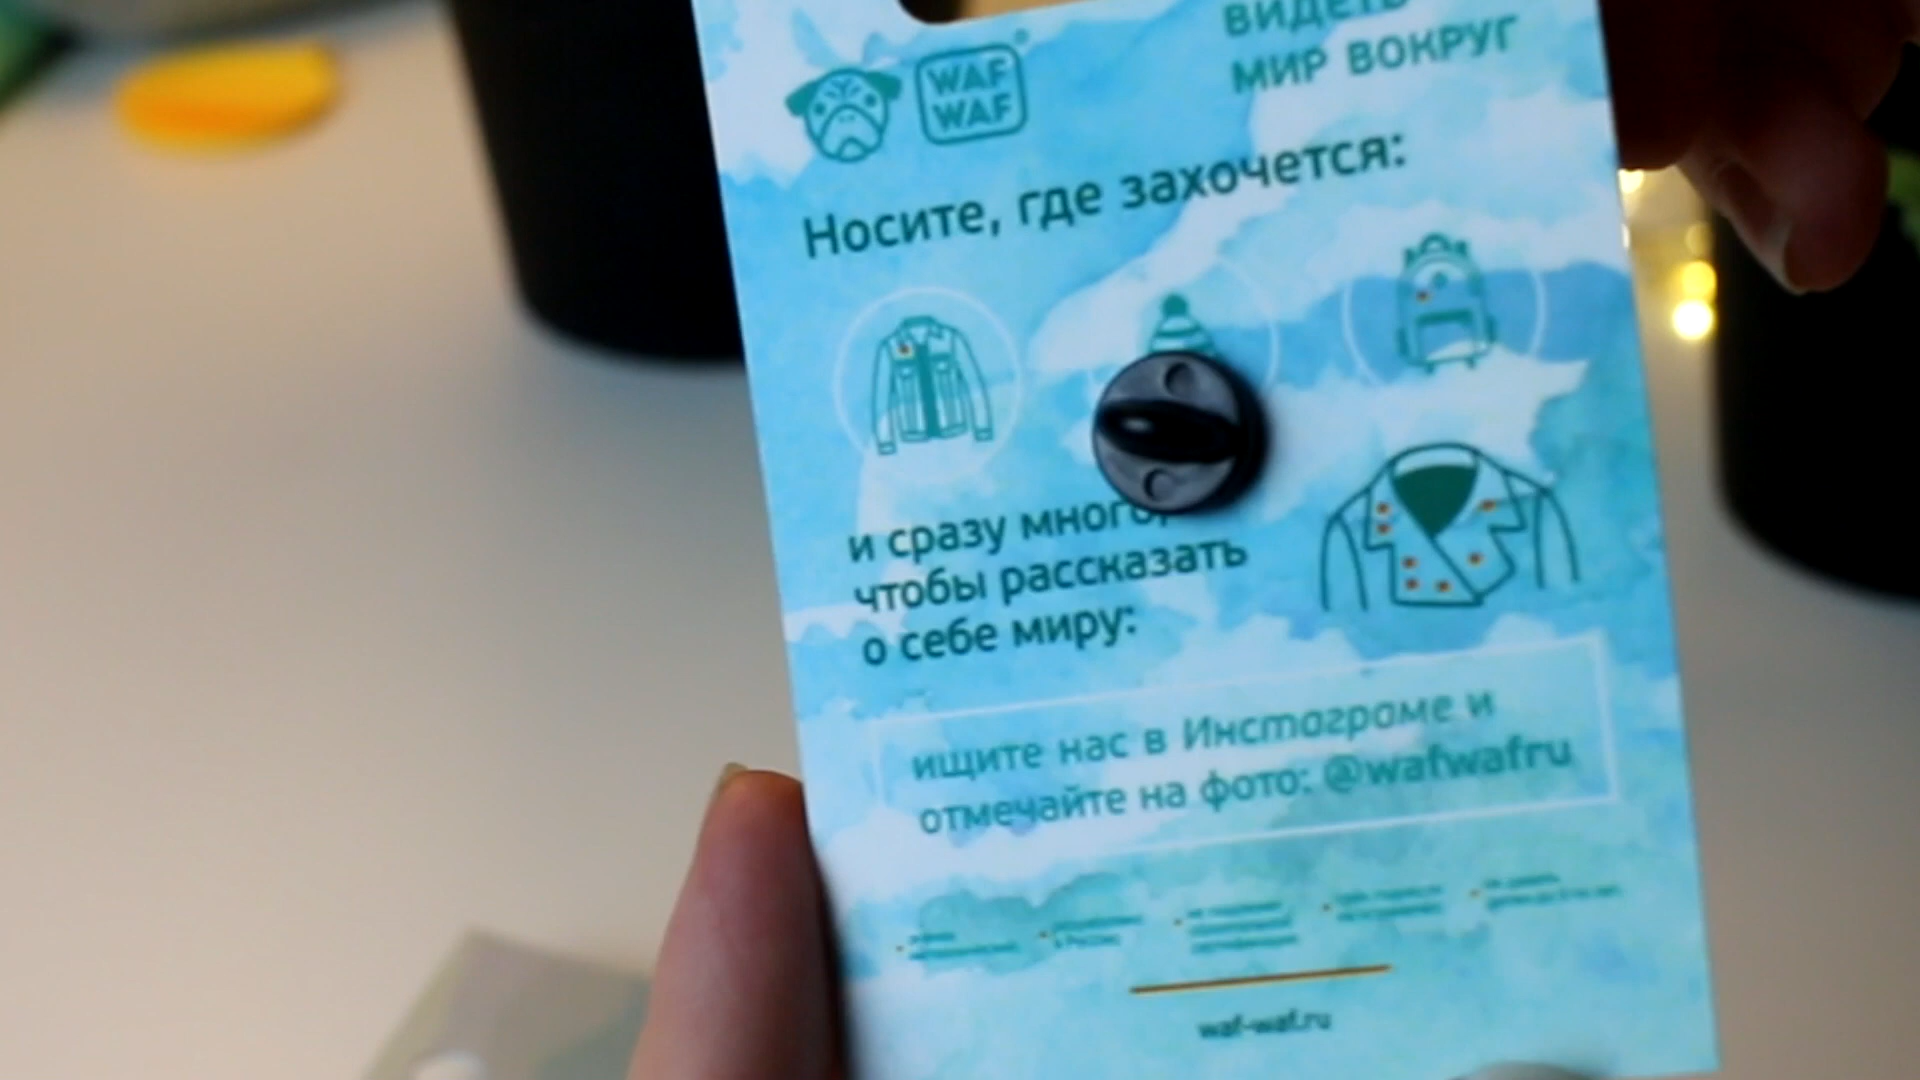 WAF
WAF
ВИДЕТЬ
МИР ВОКРУГ
Носите, где захочется:
и сразу много,
чтобы рассказать
о себе миру:
ищите нас в Инстаграме и
отмечайте на фото: @wafwafru
waf-waf.ru